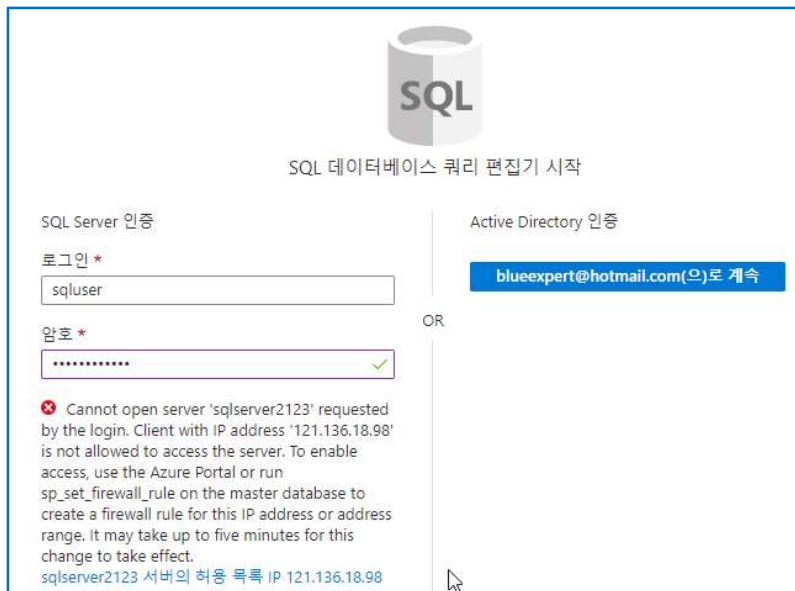 SQL
SQL 데이터베이스 쿼리 편집기 시작
SQL Server 인증
로그인 *
sqluser
암호 *
••••••••••••
Cannot open server 'sqlserver2123' requested
by the login. Client with IP address '121.136.18.98'
is not allowed to access the server. To enable
access, use the Azure Portal or run
sp_set_firewall_rule on the master database to
create a firewall rule for this IP address or address
range. It may take up to five minutes for this
change to take effect.
sqlserver2123 서버의 허용 목록 IP 121.136.18.98
OR
Active Directory 인증
blueexpert@hotmail.com(으)로 계속